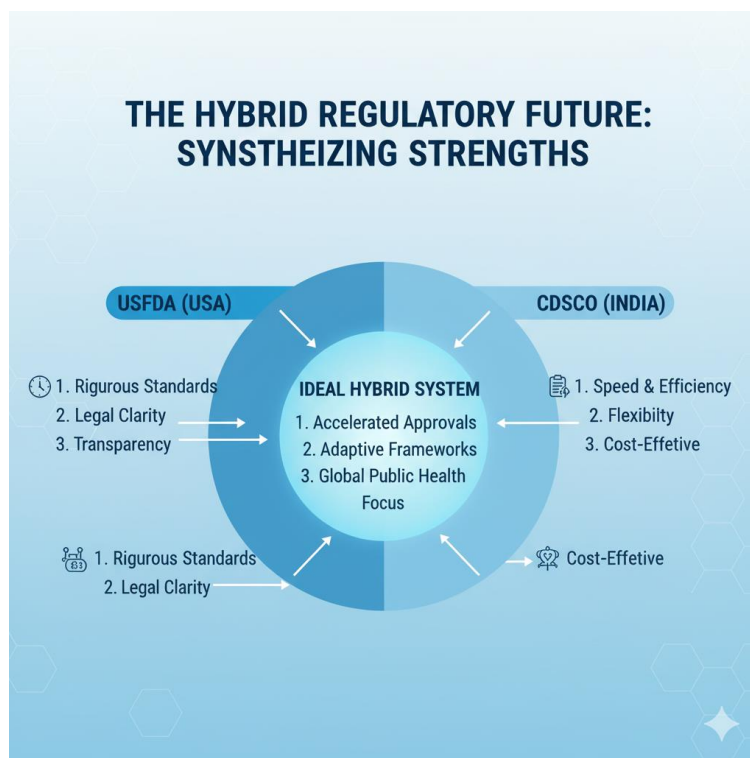 THE HYBRID REGULATORY FUTURE:
SYNSTHEIZING STRENGTHS
USFDA (USA)
CDSCO (INDIA)
1. Rigurous Standards
2. Legal Clarity
3. Transparency
IDEAL HYBRID SYSTEM
1. Accelerated Approvals
2. Adaptive Frameworks
3. Global Public Health
Focus
1. Speed & Efficiency
2. Flexibilty
3. Cost-Effetive
1. Rigurous Standards
2. Legal Clarity
Cost-Effetive